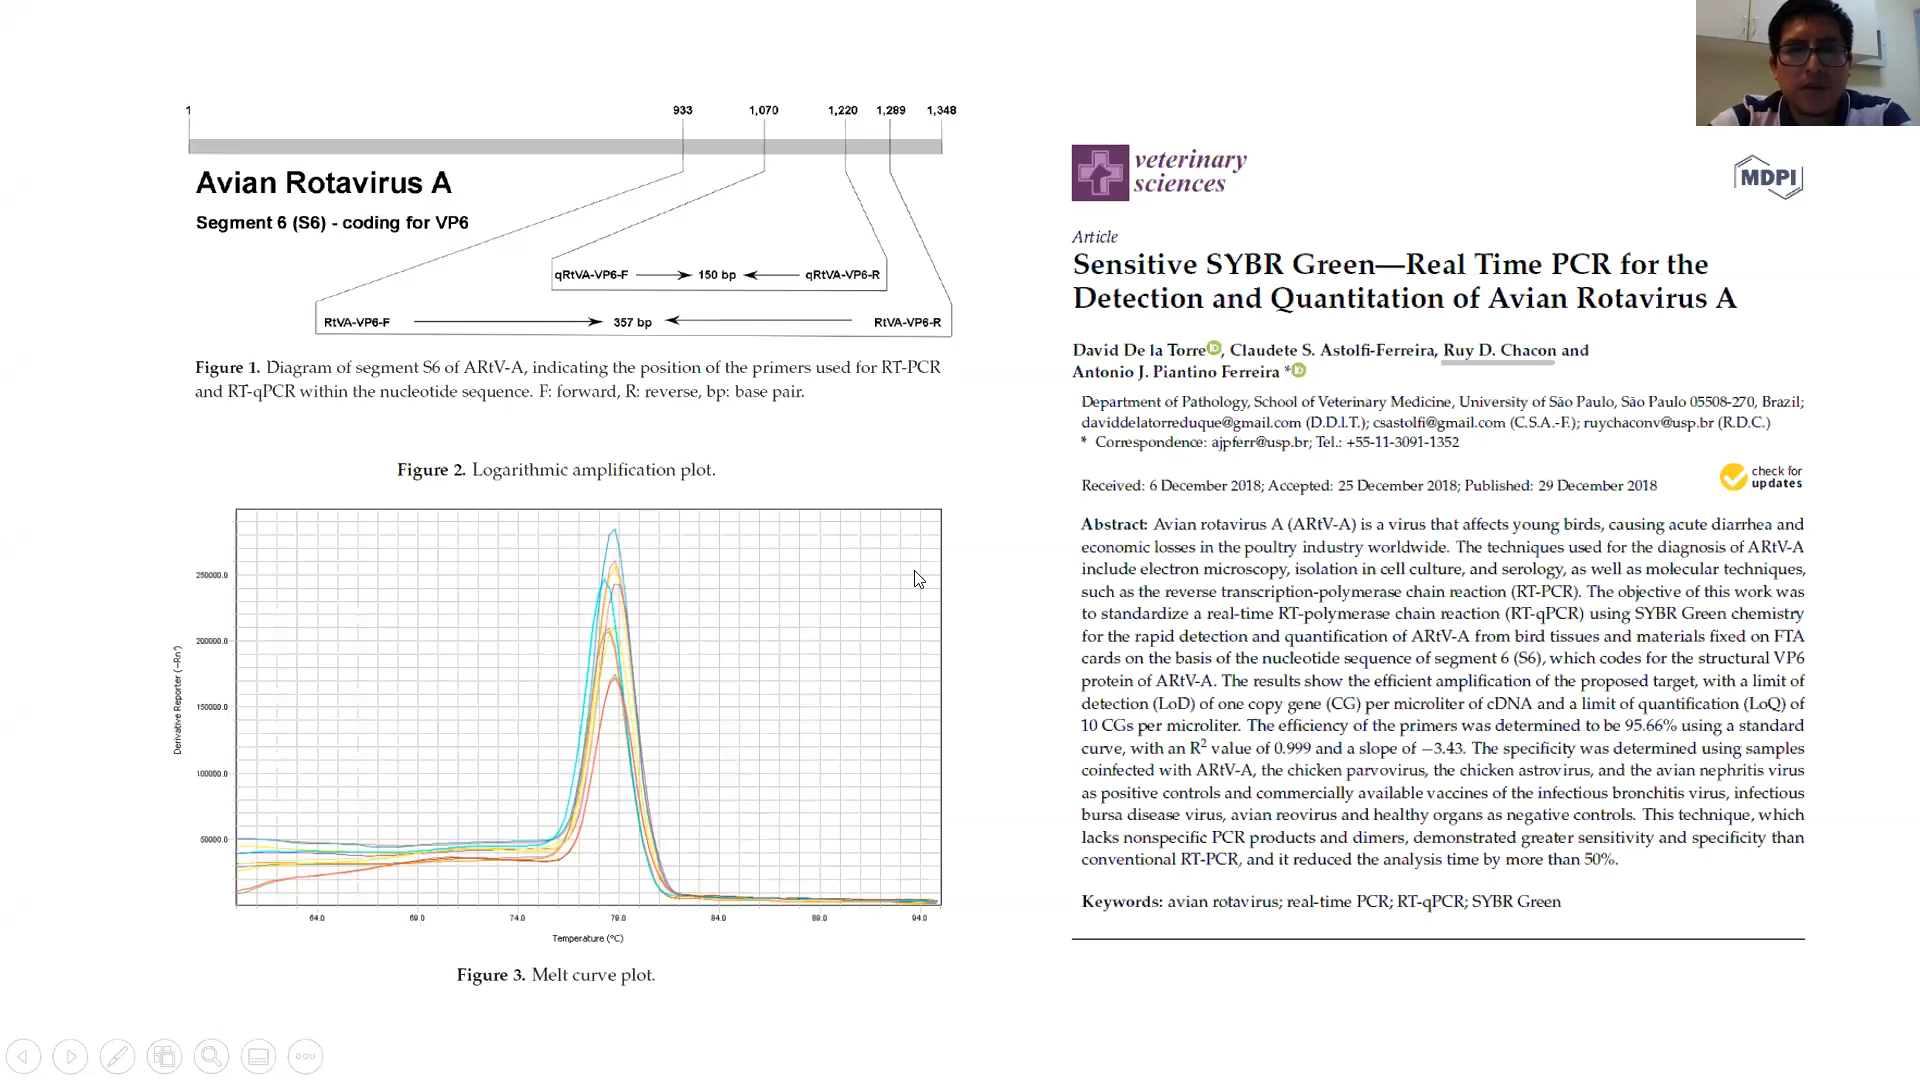 1 933 1,070 1,220 1,289 1,348
Avian Rotavirus A
Segment 6 (S6) - coding for VP6
qRtVA-VP6-F 150 bp qRtVA-VP6-R
RtVA-VP6-F 357 bp RtVA-VP6-R
Figure 1. Diagram of segment S6 of ARtV-A, indicating the position of the primers used for RT-PCR
and RT-qPCR within the nucleotide sequence. F: forward, R: reverse, bp: base pair.
Figure 2. Logarithmic amplification plot.
Derivative Reporter (−Rn')
250000.0
200000.0
150000.0
100000.0
50000.0
64.0 69.0 74.0 79.0 84.0 89.0 94.0
Temperature (°C)
Figure 3. Melt curve plot.
veterinary
sciences
MDPI
Article
Sensitive SYBR Green—Real Time PCR for the
Detection and Quantitation of Avian Rotavirus A
David De la Torre iD, Claudete S. Astolfi-Ferreira, Ruy D. Chacon and
Antonio J. Piantino Ferreira * iD
Department of Pathology, School of Veterinary Medicine, University of São Paulo, São Paulo 05508-270, Brazil;
daviddelatorreduque@gmail.com (D.D.l.T.); csastolfi@gmail.com (C.S.A.-F.); ruychaconv@usp.br (R.D.C.)
* Correspondence: ajpferr@usp.br; Tel.: +55-11-3091-1352
Received: 6 December 2018; Accepted: 25 December 2018; Published: 29 December 2018
check for
updates
Abstract: Avian rotavirus A (ARtV-A) is a virus that affects young birds, causing acute diarrhea and
economic losses in the poultry industry worldwide. The techniques used for the diagnosis of ARtV-A
include electron microscopy, isolation in cell culture, and serology, as well as molecular techniques,
such as the reverse transcription-polymerase chain reaction (RT-PCR). The objective of this work was
to standardize a real-time RT-polymerase chain reaction (RT-qPCR) using SYBR Green chemistry
for the rapid detection and quantification of ARtV-A from bird tissues and materials fixed on FTA
cards on the basis of the nucleotide sequence of segment 6 (S6), which codes for the structural VP6
protein of ARtV-A. The results show the efficient amplification of the proposed target, with a limit of
detection (LoD) of one copy gene (CG) per microliter of cDNA and a limit of quantification (LoQ) of
10 CGs per microliter. The efficiency of the primers was determined to be 95.66% using a standard
curve, with an R² value of 0.999 and a slope of −3.43. The specificity was determined using samples
coinfected with ARtV-A, the chicken parvovirus, the chicken astrovirus, and the avian nephritis virus
as positive controls and commercially available vaccines of the infectious bronchitis virus, infectious
bursa disease virus, avian reovirus and healthy organs as negative controls. This technique, which
lacks nonspecific PCR products and dimers, demonstrated greater sensitivity and specificity than
conventional RT-PCR, and it reduced the analysis time by more than 50%.
Keywords: avian rotavirus; real-time PCR; RT-qPCR; SYBR Green